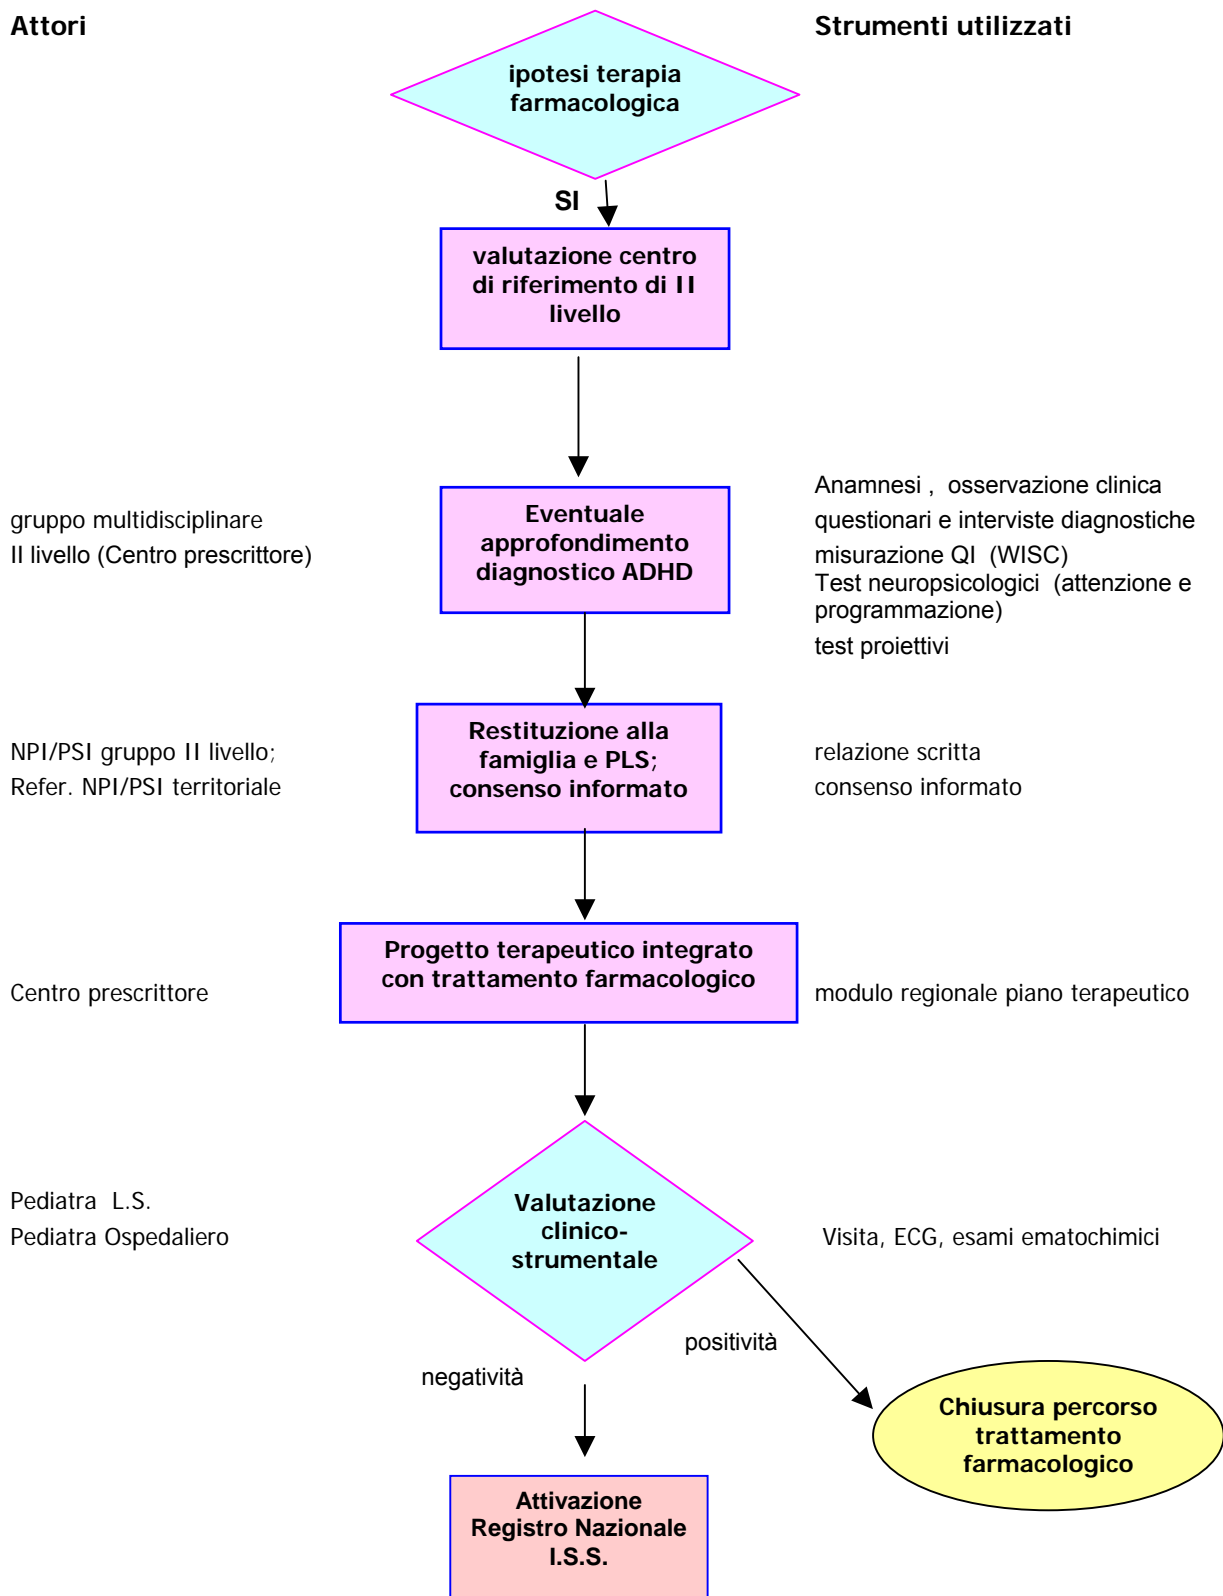 Attori
Strumenti utilizzati
ipotesi terapia
farmacologica
SI
valutazione centro
di riferimento di II
livello
gruppo multidisciplinare
II livello (Centro prescrittore)
Eventuale
approfondimento
diagnostico ADHD
Anamnesi , osservazione clinica
questionari e interviste diagnostiche
misurazione QI (WISC)
Test neuropsicologici (attenzione e
programmazione)
test proiettivi
NPI/PSI gruppo II livello;
Refer. NPI/PSI territoriale
Restituzione alla
famiglia e PLS;
consenso informato
relazione scritta
consenso informato
Centro prescrittore
Progetto terapeutico integrato
con trattamento farmacologico
modulo regionale piano terapeutico
Pediatra L.S.
Pediatra Ospedaliero
Valutazione
clinico-
strumentale
Visita, ECG, esami ematochimici
positività
negatività
Chiusura percorso
trattamento
farmacologico
Attivazione
Registro Nazionale
I.S.S.